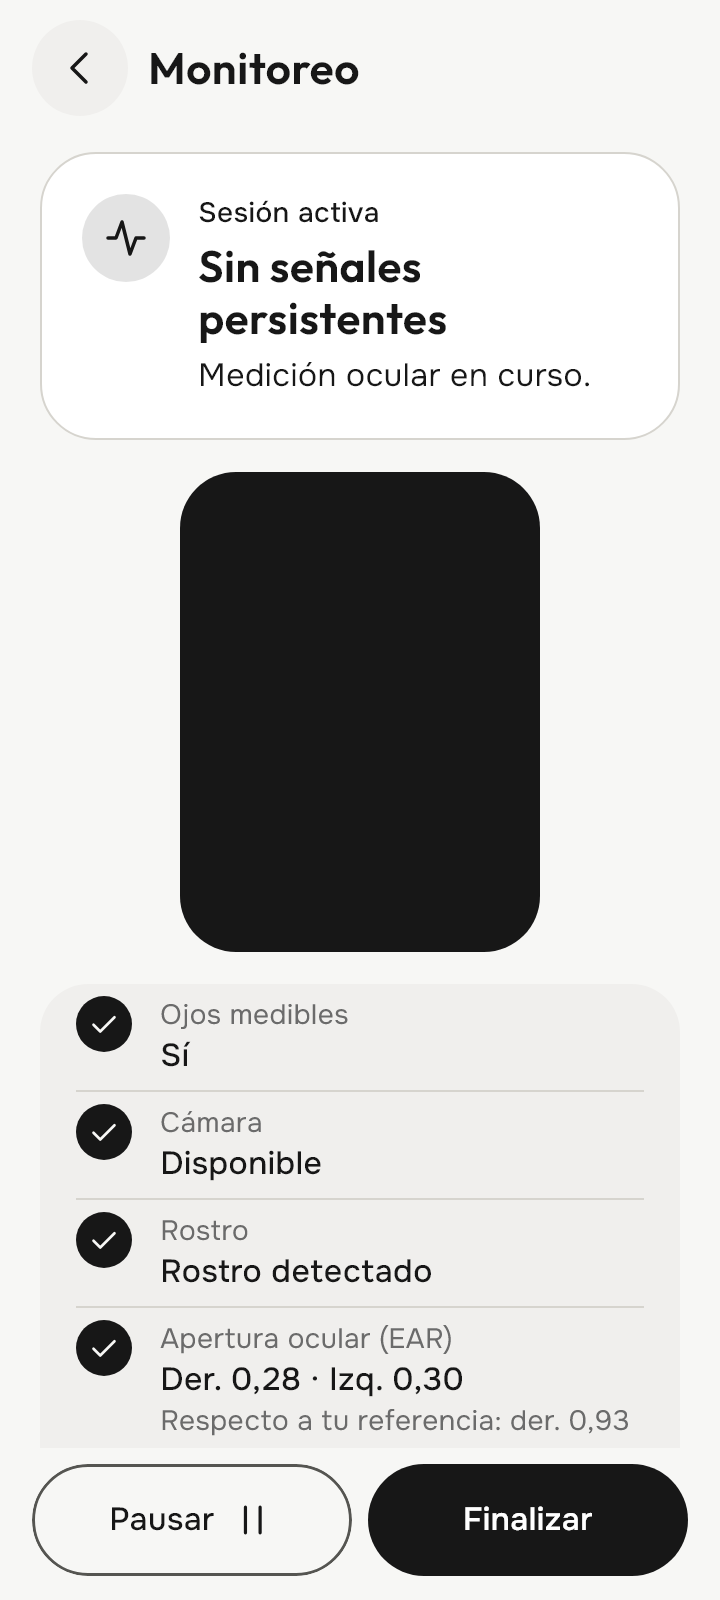 Monitoreo
Sesión activa
Sin señales
persistentes
Medición ocular en curso.
Ojos medibles
Sí
Cámara
Disponible
Rostro
Rostro detectado
Apertura ocular (EAR)
Der. 0,28 · Izq. 0,30
Respecto a tu referencia: der. 0,93
Pausar
Finalizar